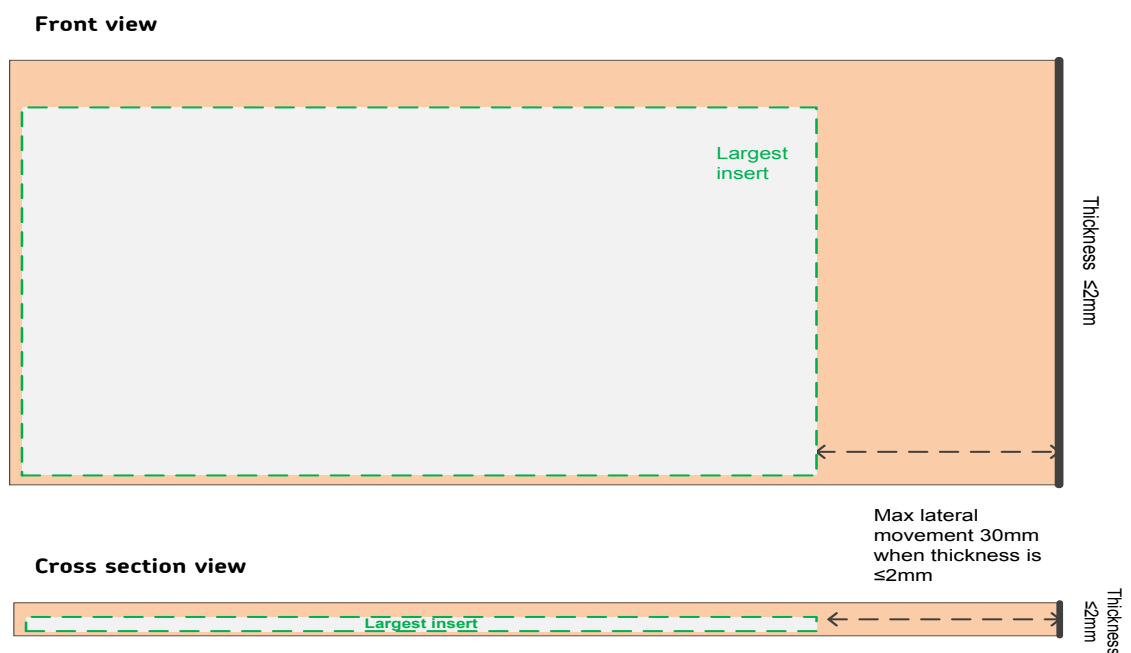 Front view
Largest
insert
Thickness ≤2mm
Max lateral
movement 30mm
when thickness is
≤2mm
Cross section view
Largest insert
Thickness
≤2mm